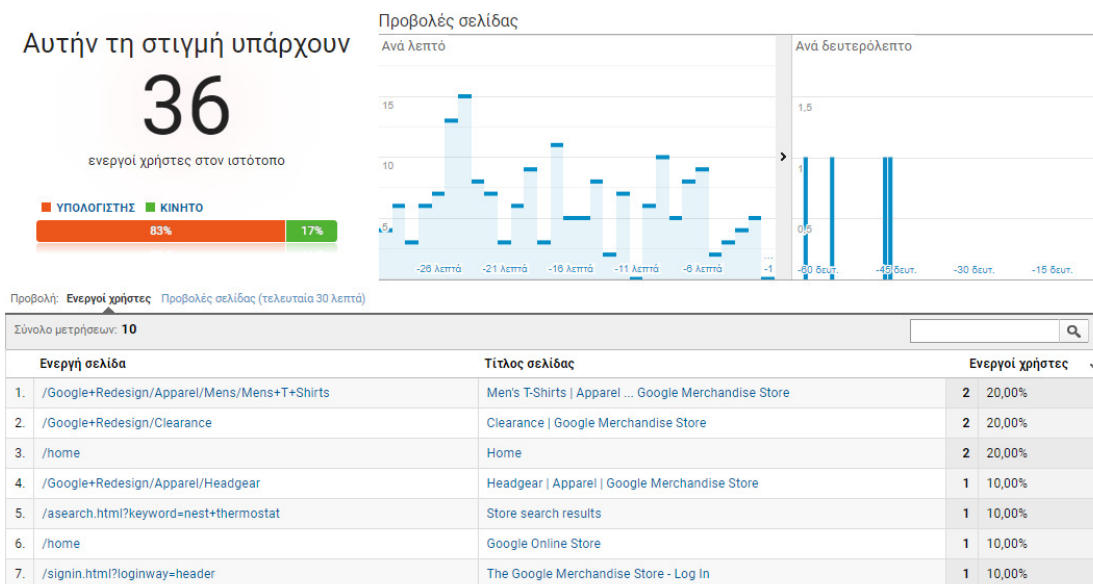 Αυτήν τη στιγμή υπάρχουν
36
ενεργοί χρήστες στον ιστότοπο
ΥΠΟΛΟΓΙΣΤΗΣ ΚΙΝΗΤΟ
83% 17%
Προβολές σελίδας
Ανά λεπτό
15
10
5
-26 λεπτά -21 λεπτά -16 λεπτά -11 λεπτά -6 λεπτά -1
...
Ανά δευτερόλεπτο
1,5
1
0,5
-60 δευτ. -45 δευτ. -30 δευτ. -15 δευτ.
Προβολή: Ενεργοί χρήστες Προβολές σελίδας (τελευταία 30 λεπτά)
Σύνολο μετρήσεων: 10
Ενεργή σελίδα Τίτλος σελίδας Ενεργοί χρήστες
1. /Google+Redesign/Apparel/Mens/Mens+T+Shirts Men's T-Shirts | Apparel ... Google Merchandise Store 2 20,00%
2. /Google+Redesign/Clearance Clearance | Google Merchandise Store 2 20,00%
3. /home Home 2 20,00%
4. /Google+Redesign/Apparel/Headgear Headgear | Apparel | Google Merchandise Store 1 10,00%
5. /asearch.html?keyword=nest+thermostat Store search results 1 10,00%
6. /home Google Online Store 1 10,00%
7. /signin.html?loginway=header The Google Merchandise Store - Log In 1 10,00%